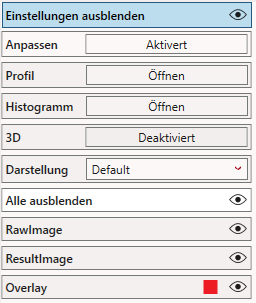 Einstellungen ausblenden
Anpassen Aktivert
Profil Öffnen
Histogramm Öffnen
3D Deaktiviert
Darstellung Default
Alle ausblenden
RawImage
ResultImage
Overlay